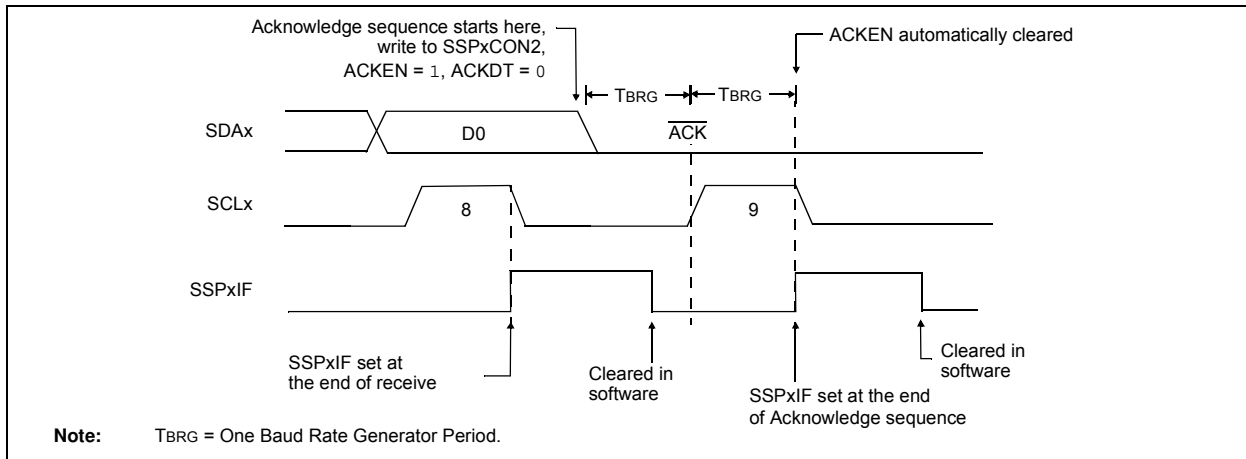 Acknowledge sequence starts here,
write to SSPxCON2,
ACKEN = 1, ACKDT = 0
ACKEN automatically cleared
TBRG
TBRG
SDAx
D0
ACK
SCLx
8
9
SSPxIF
SSPxIF set at
the end of receive
Cleared in
software
SSPxIF set at the end
of Acknowledge sequence
Cleared in
software
Note: TBRG = One Baud Rate Generator Period.